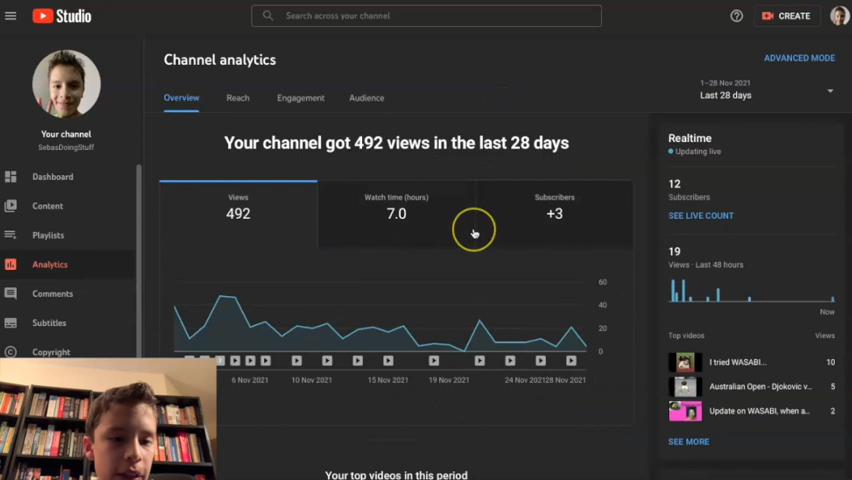 Studio
Search across your channel
CREATE
Your channel
SebasDoingStuff
Dashboard
Content
Playlists
Analytics
Comments
Subtitles
Copyright
Channel analytics
ADVANCED MODE
Overview
Reach
Engagement
Audience
1–28 Nov 2021
Last 28 days
Your channel got 492 views in the last 28 days
Views
492
Watch time (hours)
7.0
Subscribers
+3
60
40
20
0
6 Nov 2021
10 Nov 2021
15 Nov 2021
19 Nov 2021
24 Nov 2021
28 Nov 2021
Your top videos in this period
Realtime
Updating live
12
Subscribers
SEE LIVE COUNT
19
Views · Last 48 hours
Now
Top videos
Views
I tried WASABI...
10
Australian Open - Djokovic v...
5
Update on WASABI, when a...
2
SEE MORE